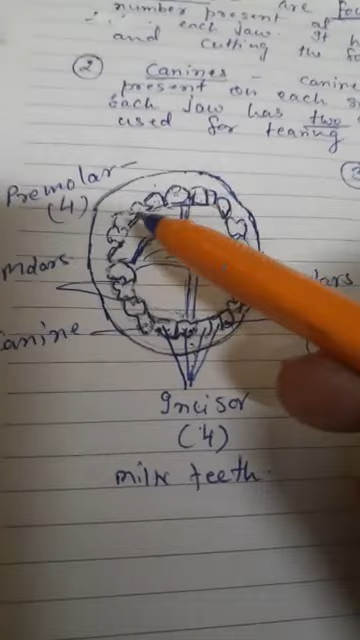 number present
in each jaw. It
and cutting the
② Canines - canine
present on each
each jaw has two
used for tearing
Premolar
(4)
Molars
Canine
Incisor
(4)
milk teeth.